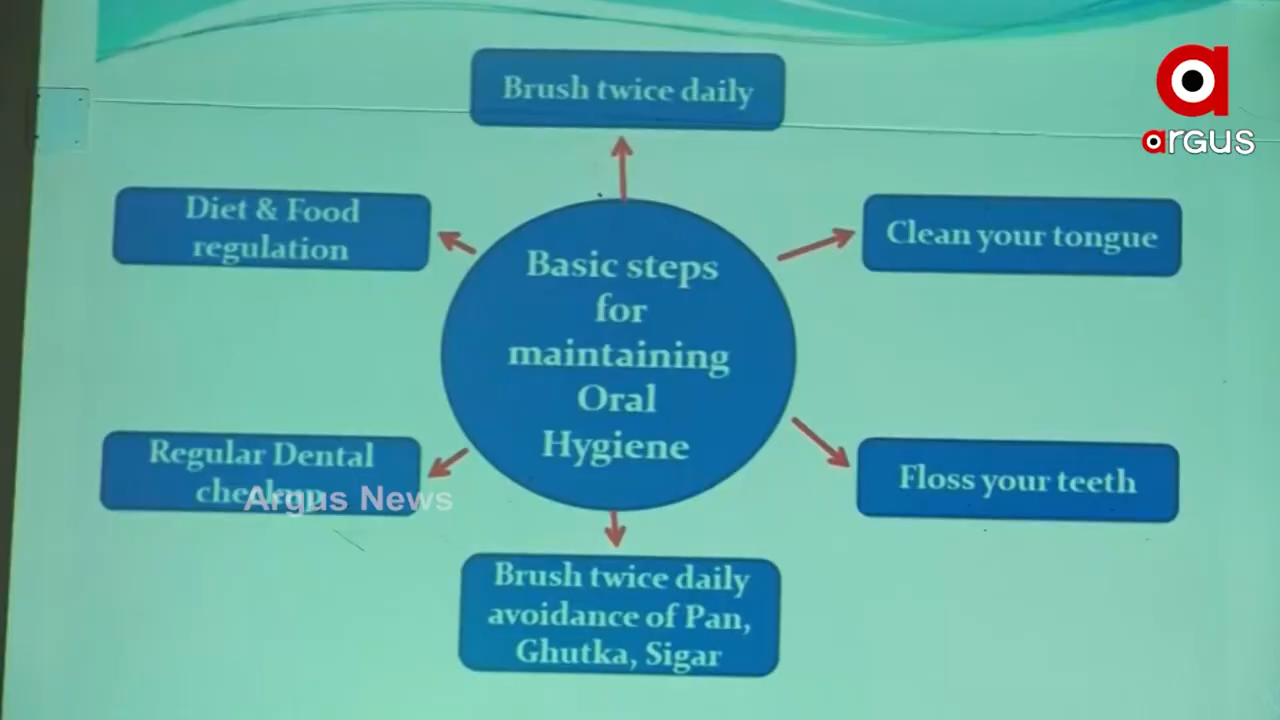 Brush twice daily
argus
Diet & Food
regulation
Clean your tongue
Basic steps
for
maintaining
Oral
Hygiene
Regular Dental
checkup
Argus News
Floss your teeth
Brush twice daily
avoidance of Pan,
Ghutka, Sigar